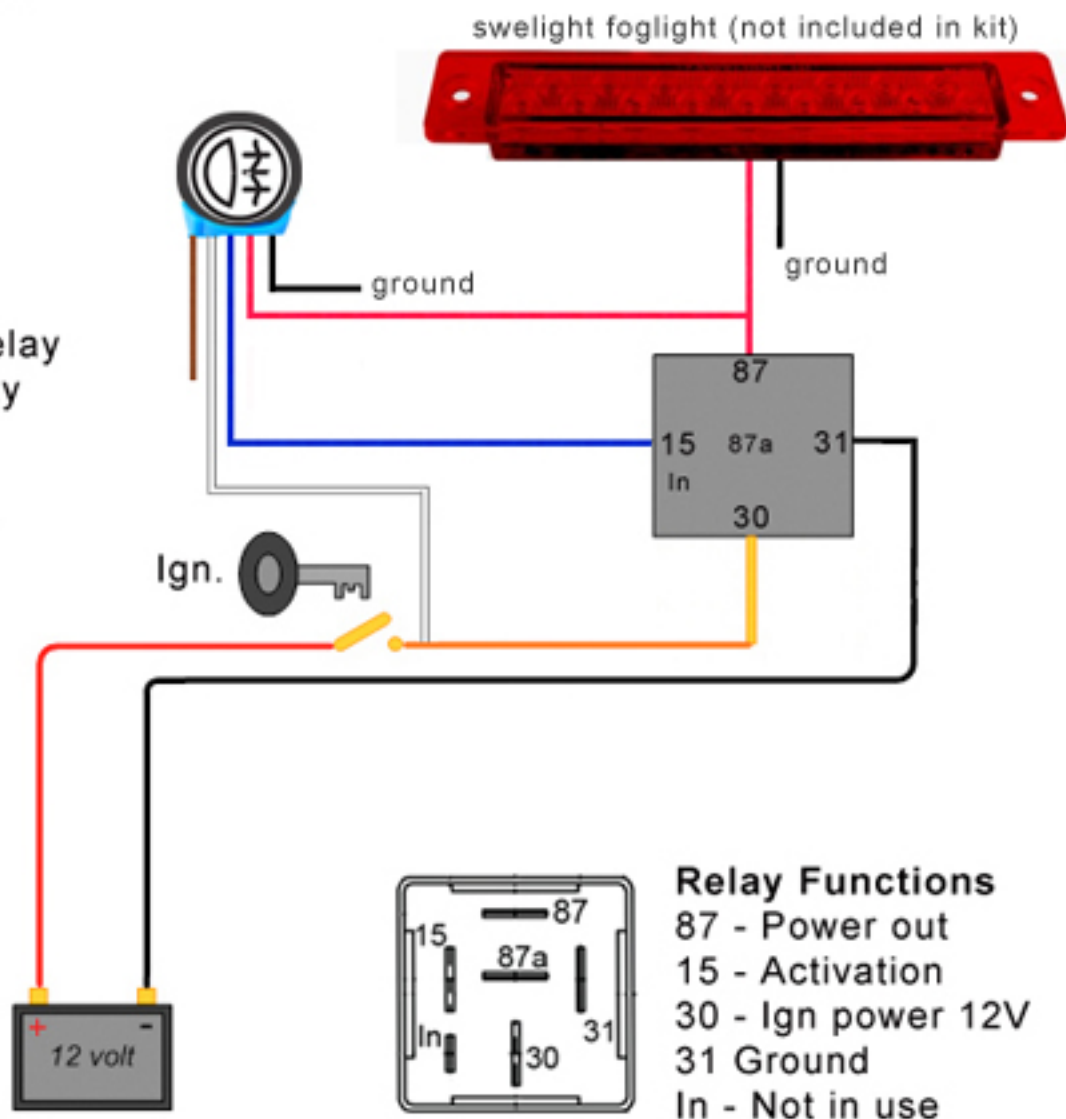 swelight foglight (not included in kit)
ground
ground
elay
y
87
15 87a 31
In
30
Ign.
+ -
12 volt
87
15
87a
In
30
31
Relay Functions
87 - Power out
15 - Activation
30 - Ign power 12V
31 Ground
In - Not in use